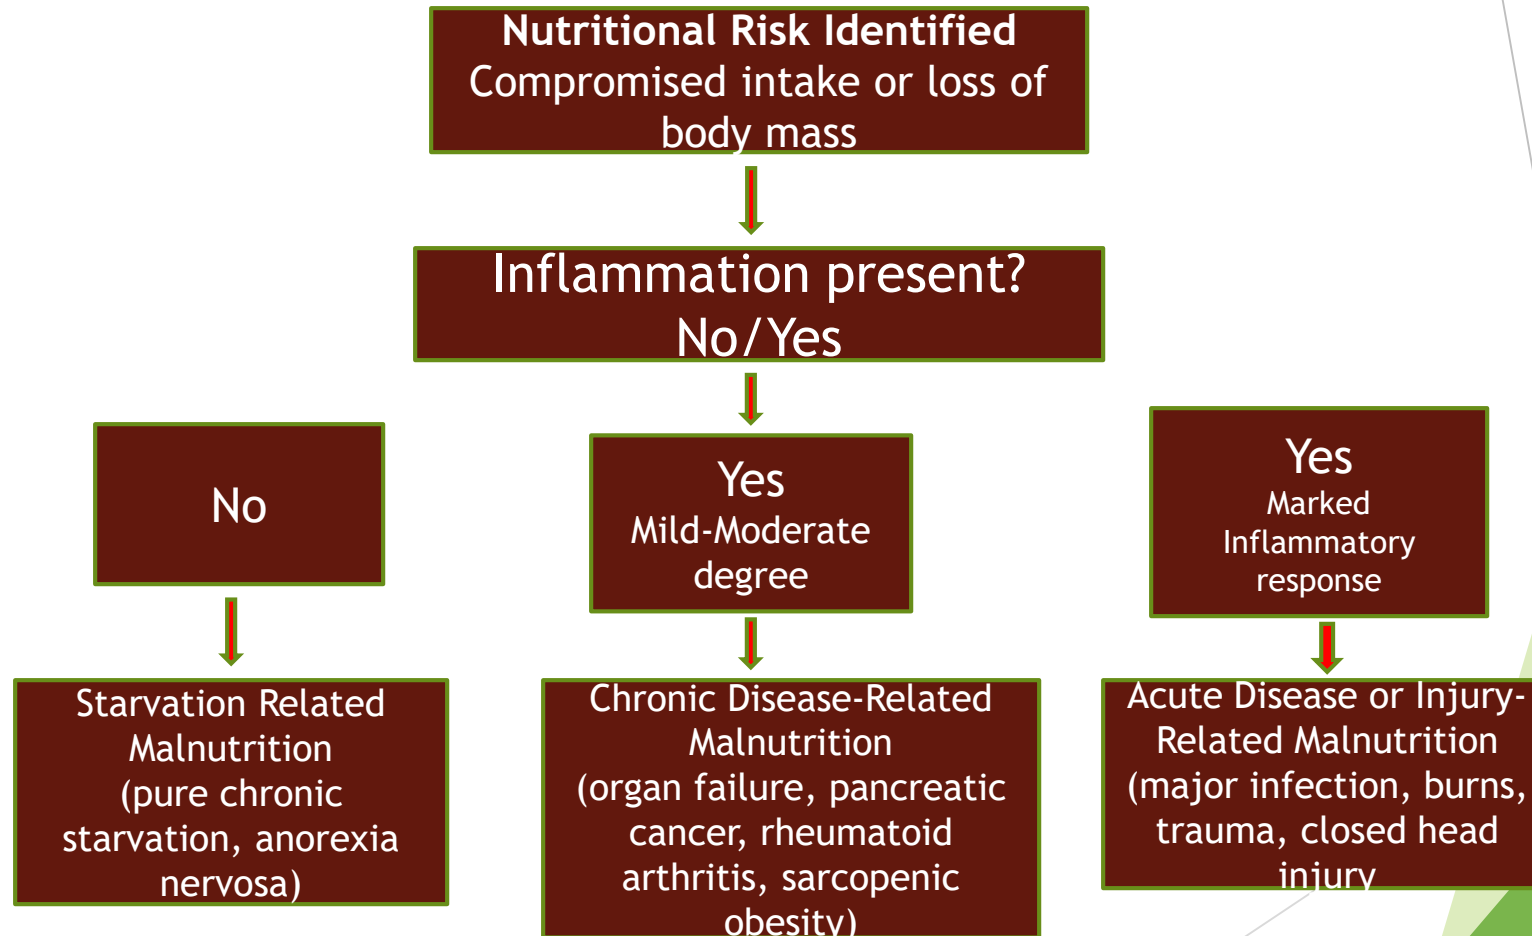 Nutritional Risk Identified
Compromised intake or loss of
body mass
Inflammation present?
No/Yes
No
Yes
Mild-Moderate
degree
Yes
Marked
Inflammatory
response
Starvation Related
Malnutrition
(pure chronic
starvation, anorexia
nervosa)
Chronic Disease-Related
Malnutrition
(organ failure, pancreatic
cancer, rheumatoid
arthritis, sarcopenic
obesity)
Acute Disease or Injury-
Related Malnutrition
(major infection, burns,
trauma, closed head
injury